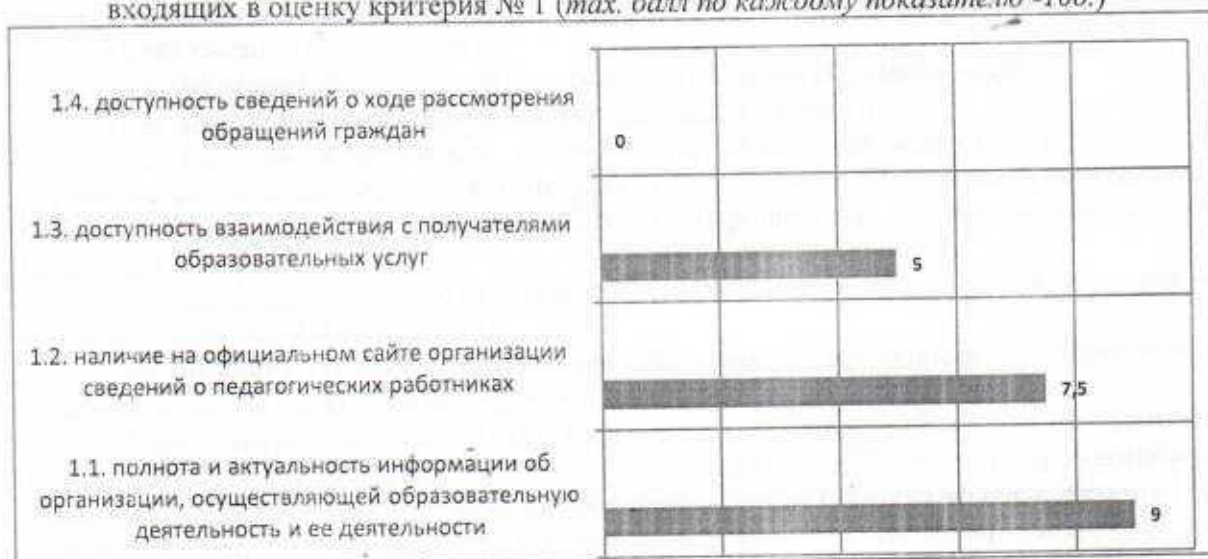 входящих в оценку критерия № 1 (max. балл по каждому показателю -10б.)
1.4. доступность сведений о ходе рассмотрения
обращений граждан
0
1.3. доступность взаимодействия с получателями
образовательных услуг
5
1.2. наличие на официальном сайте организации
сведений о педагогических работниках
7,5
1.1. полнота и актуальность информации об
организации, осуществляющей образовательную
деятельность и ее деятельности
9